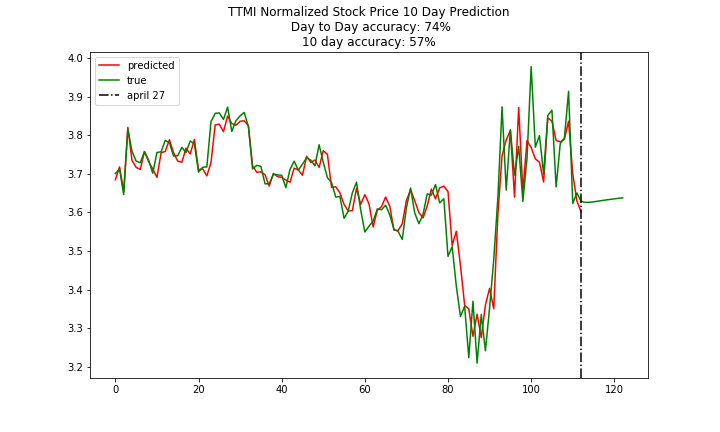 TTMI Normalized Stock Price 10 Day Prediction
Day to Day accuracy: 74%
10 day accuracy: 57%
predicted
true
april 27
4.0
3.9
3.8
3.7
3.6
3.5
3.4
3.3
3.2
0 20 40 60 80 100 120